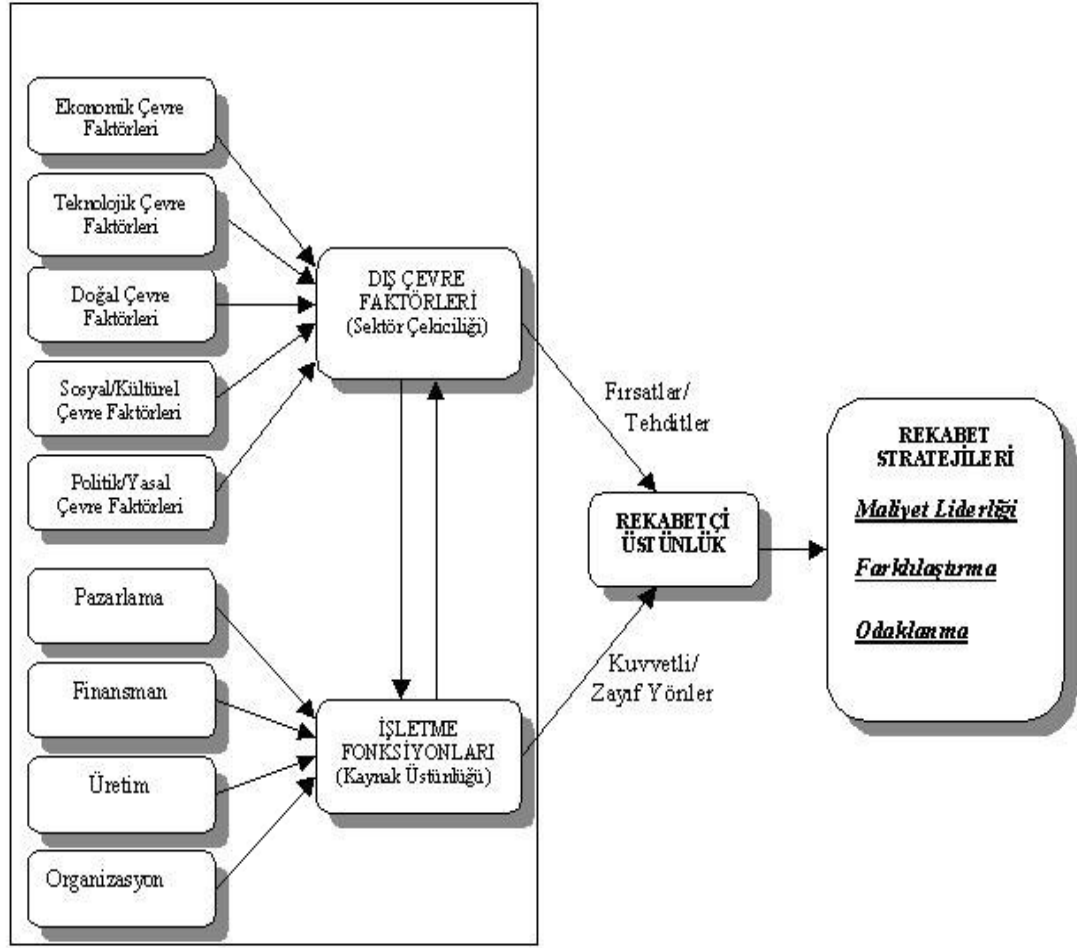 Ekonomik Çevre
Faktörleri
Teknolojik Çevre
Faktörleri
Doğal Çevre
Faktörleri
Sosyal/Kültürel
Çevre Faktörleri
Politik/Yasal
Çevre Faktörleri
Pazarlama
Finansman
Üretim
Organizasyon
DIŞ ÇEVRE
FAKTÖRLERİ
(Sektör Çekiciliği)
İŞLETME
FONKSİYONLARI
(Kaynak Üstünlüğü)
Fırsatlar/
Tehditler
Kuvvetli/
Zayıf Yönler
REKABETÇİ
ÜSTÜNLÜK
REKABET
STRATEJİLERİ
Maliyet Liderliği
Farklılaştırma
Odaklanma